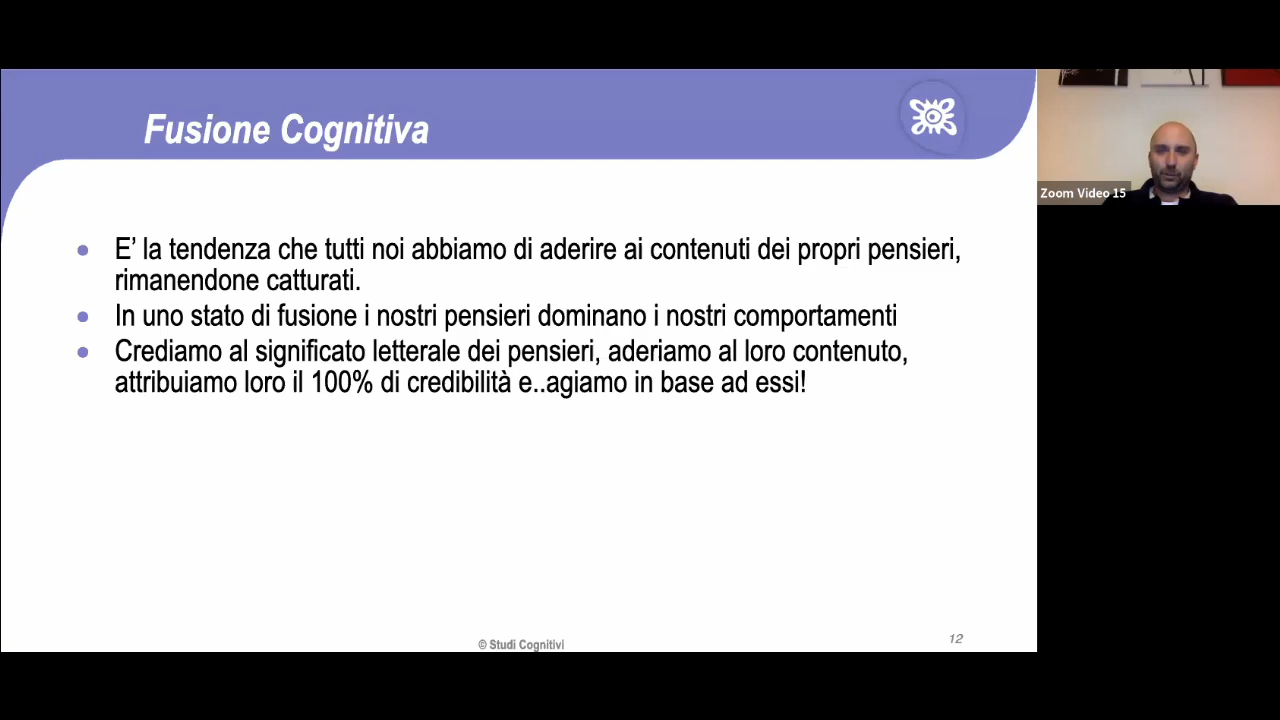 Fusione Cognitiva
Zoom Video 15
E’ la tendenza che tutti noi abbiamo di aderire ai contenuti dei propri pensieri,
rimanendone catturati.
In uno stato di fusione i nostri pensieri dominano i nostri comportamenti
Crediamo al significato letterale dei pensieri, aderiamo al loro contenuto,
attribuiamo loro il 100% di credibilità e..agiamo in base ad essi!
© Studi Cognitivi
12